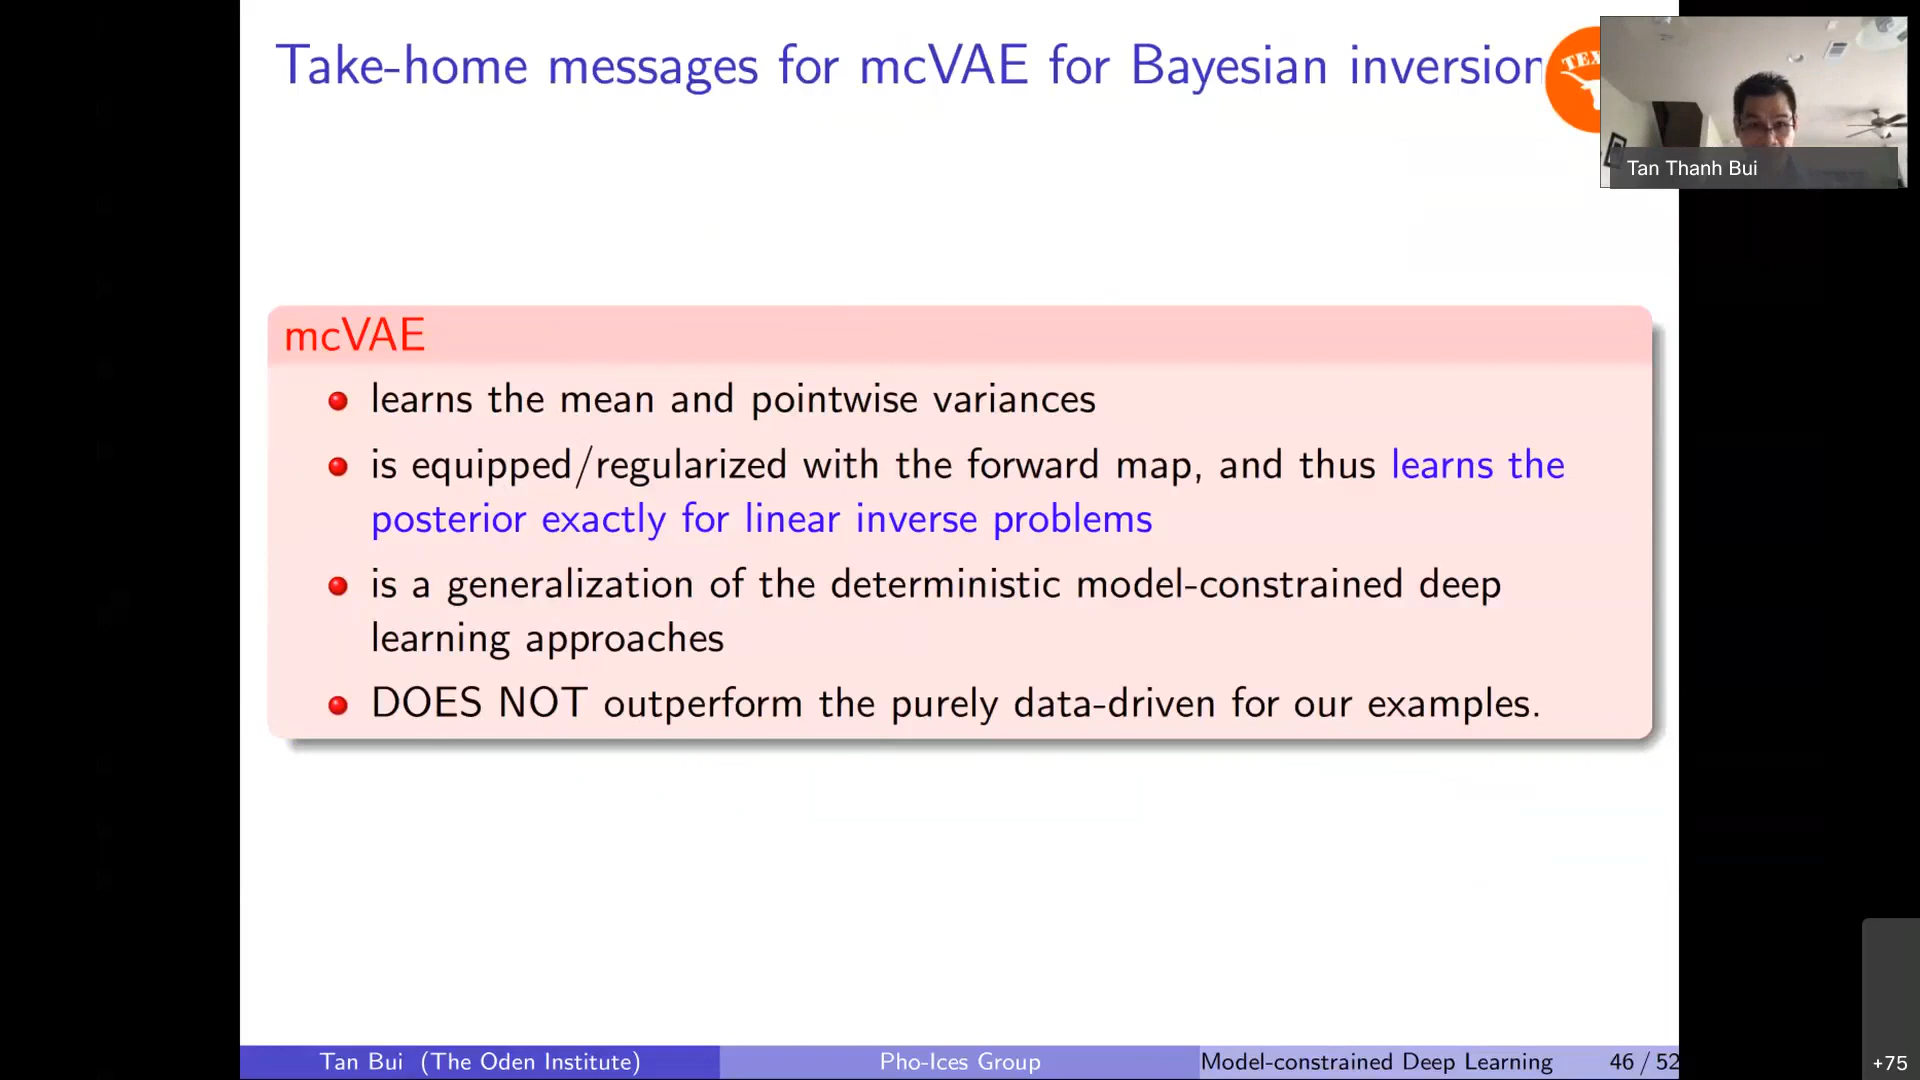 Take-home messages for mcVAE for Bayesian inversion
TEX
Tan Thanh Bui
mcVAE
learns the mean and pointwise variances
is equipped/regularized with the forward map, and thus learns the
posterior exactly for linear inverse problems
is a generalization of the deterministic model-constrained deep
learning approaches
DOES NOT outperform the purely data-driven for our examples.
Tan Bui (The Oden Institute)
Pho-Ices Group
Model-constrained Deep Learning
46 / 52
+75